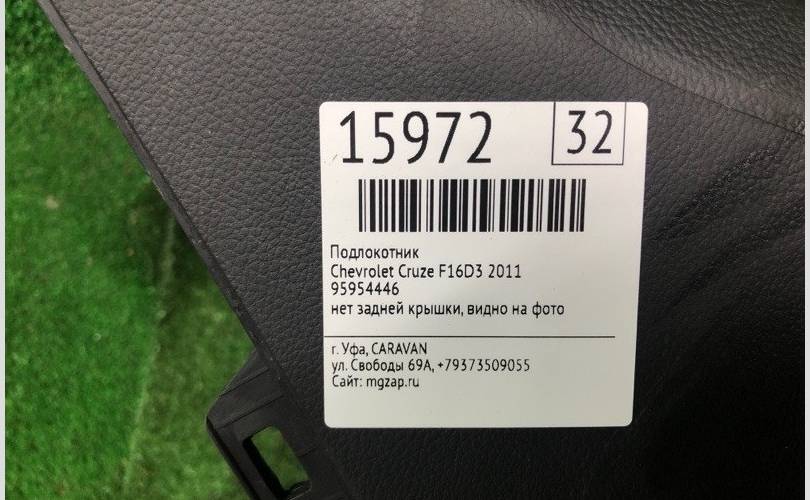 15972 32
Подлокотник
Chevrolet Cruze F16D3 2011
95954446
нет задней крышки, видно на фото
г. Уфа, CARAVAN
ул. Свободы 69А, +79373509055
Сайт: mgzap.ru